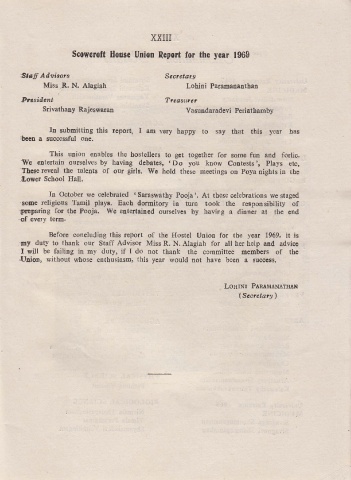 XXIII
Scowcroft House Union Report for the year 1969
Staff Advisors
Miss R. N. Alagiah
Secretary
Lohini Paramananthan
President
Srivathany Rajeswaran
Treasurer
Vasundaradevi Periathamby
In submitting this report, I am very happy to say that this year has
been a successful one.
This union enables the hostellers to get together for some fun and forlic.
We entertain ourselves by having debates, 'Do you know Contests', Plays etc.
These reveal the talents of our girls. We hold these meetings on Poya nights in the
Lower School Hall.
In October we celebrated 'Saraswathy Pooja'. At these celebrations we staged
some religious Tamil plays. Each dormitory in turn took the responsibility of
preparing for the Pooja. We entertained ourselves by having a dinner at the end
of every term.
Before concluding this report of the Hostel Union for the year 1969, it is
my duty to thank our Staff Advisor Miss R. N. Alagiah for all her help and advice
I will be failing in my duty, if I do not thank the committee members of the
Union, without whose enthusiasm, this year would not have been a success.
LOHINI PARAMANATHAN
(Secretary)